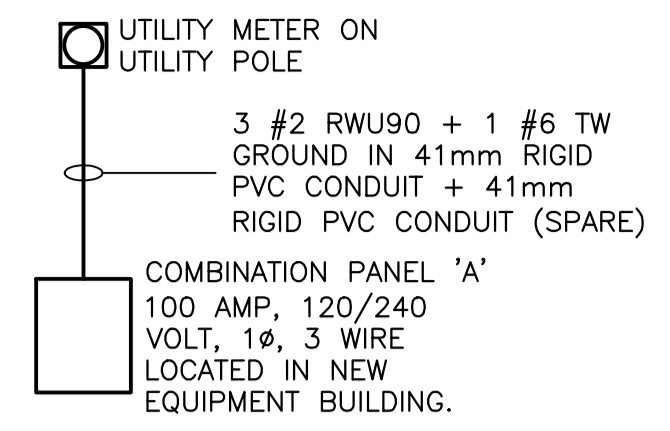 UTILITY METER ON
UTILITY POLE
3 #2 RWU90 + 1 #6 TW
GROUND IN 41mm RIGID
PVC CONDUIT + 41mm
RIGID PVC CONDUIT (SPARE)
COMBINATION PANEL 'A'
100 AMP, 120/240
VOLT, 1ø, 3 WIRE
LOCATED IN NEW
EQUIPMENT BUILDING.